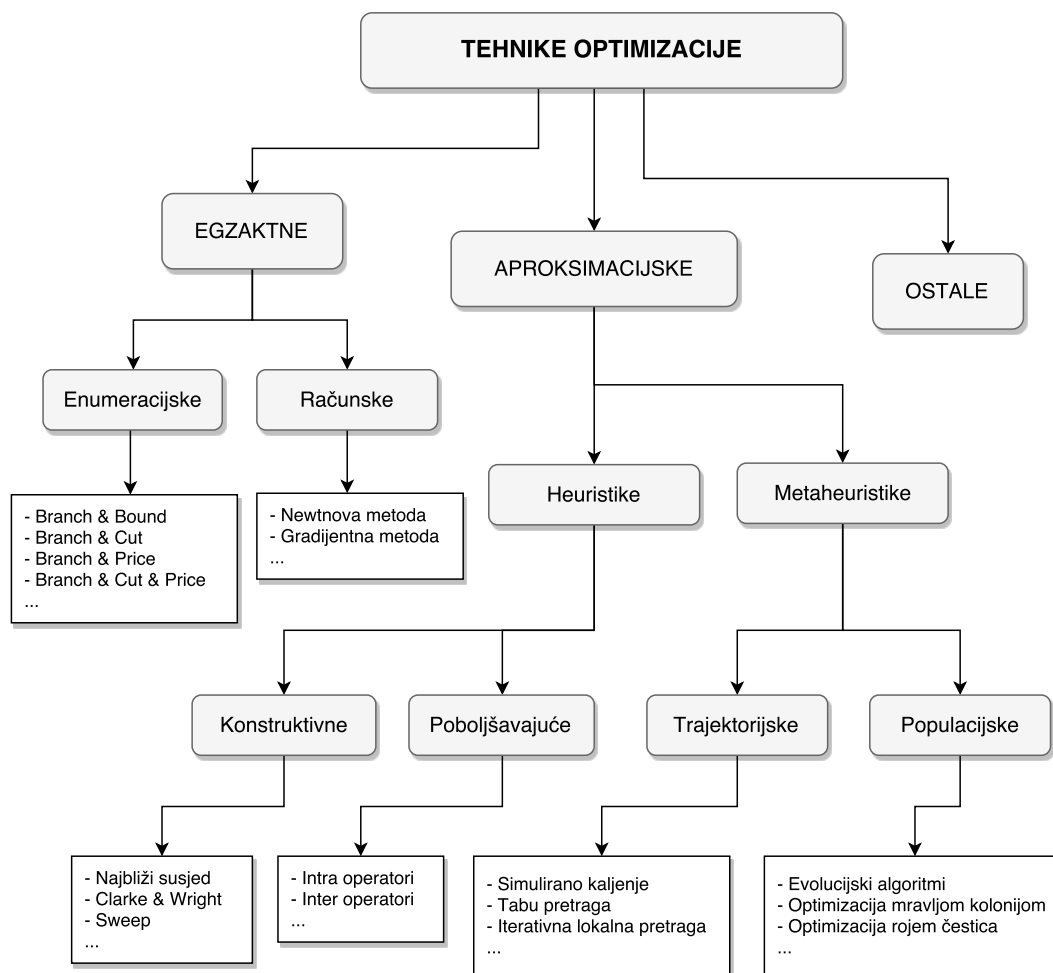 TEHNIKE OPTIMIZACIJE
EGZAKTNE
APROKSIMACIJSKE
OSTALE
Enumeracijske
Računske
- Branch & Bound
- Branch & Cut
- Branch & Price
- Branch & Cut & Price
...
- Newtnova metoda
- Gradijentna metoda
...
Heuristike
Metaheuristike
Konstruktivne
Poboljšavajuće
Trajektorijske
Populacijske
- Najbliži susjed
- Clarke & Wright
- Sweep
...
- Intra operatori
- Inter operatori
...
- Simulirano kaljenje
- Tabu pretraga
- Iterativna lokalna pretraga
...
- Evolucijski algoritmi
- Optimizacija mravljom kolonijom
- Optimizacija rojem čestica
...